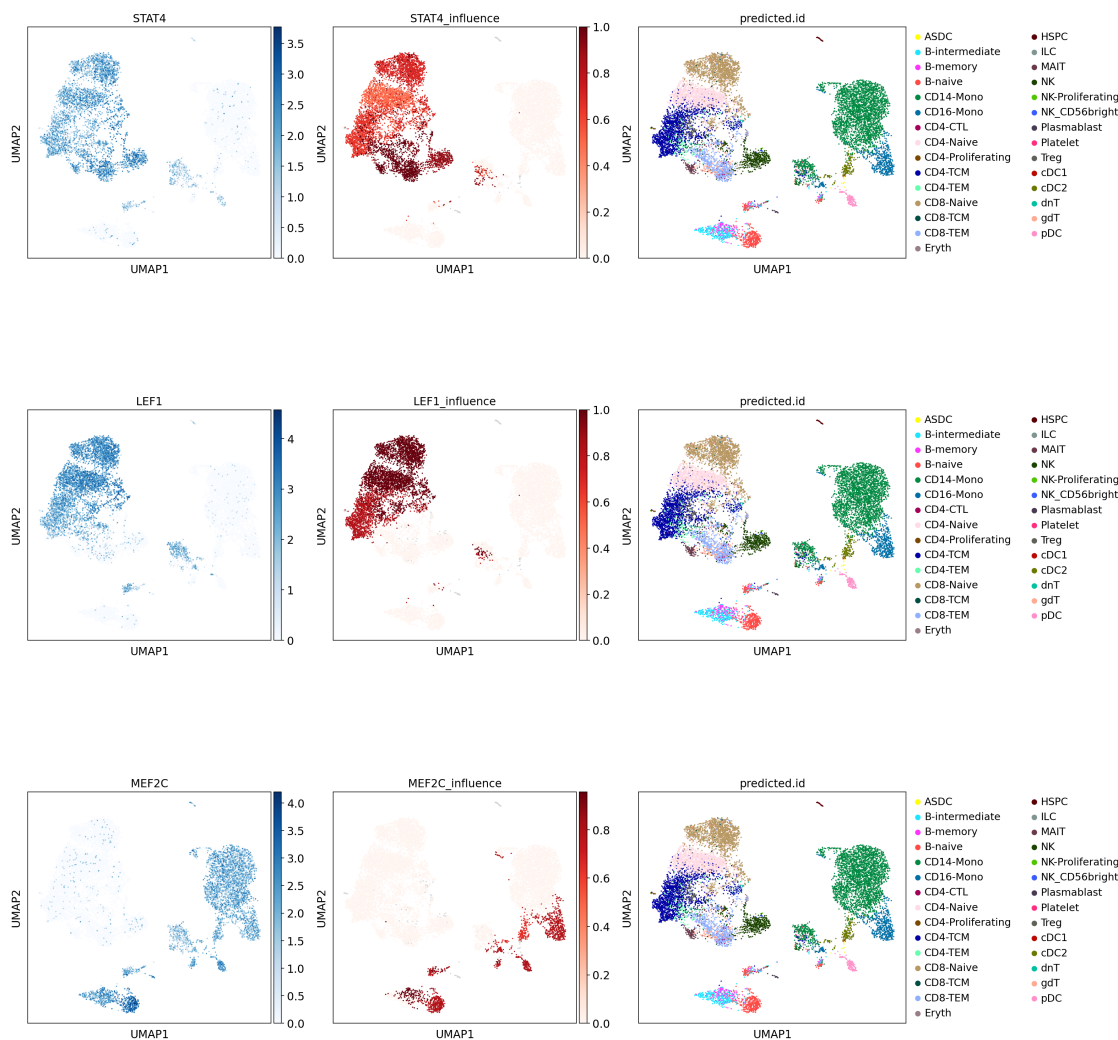 STAT4
STAT4_influence
predicted.id
UMAP2
UMAP1
3.5
3.0
2.5
2.0
1.5
1.0
0.5
0.0
UMAP2
UMAP1
1.0
0.8
0.6
0.4
0.2
0.0
UMAP2
UMAP1
ASDC
B-intermediate
B-memory
B-naive
CD14-Mono
CD16-Mono
CD4-CTL
CD4-Naive
CD4-Proliferating
CD4-TCM
CD4-TEM
CD8-Naive
CD8-TCM
CD8-TEM
Eryth
HSPC
ILC
MAIT
NK
NK-Proliferating
NK_CD56bright
Plasmablast
Platelet
Treg
cDC1
cDC2
dnT
gdT
pDC
LEF1
LEF1_influence
predicted.id
UMAP2
UMAP1
4
3
2
1
0
UMAP2
UMAP1
1.0
0.8
0.6
0.4
0.2
0.0
UMAP2
UMAP1
ASDC
B-intermediate
B-memory
B-naive
CD14-Mono
CD16-Mono
CD4-CTL
CD4-Naive
CD4-Proliferating
CD4-TCM
CD4-TEM
CD8-Naive
CD8-TCM
CD8-TEM
Eryth
HSPC
ILC
MAIT
NK
NK-Proliferating
NK_CD56bright
Plasmablast
Platelet
Treg
cDC1
cDC2
dnT
gdT
pDC
MEF2C
MEF2C_influence
predicted.id
UMAP2
UMAP1
4.0
3.5
3.0
2.5
2.0
1.5
1.0
0.5
0.0
UMAP2
UMAP1
0.8
0.6
0.4
0.2
0.0
UMAP2
UMAP1
ASDC
B-intermediate
B-memory
B-naive
CD14-Mono
CD16-Mono
CD4-CTL
CD4-Naive
CD4-Proliferating
CD4-TCM
CD4-TEM
CD8-Naive
CD8-TCM
CD8-TEM
Eryth
HSPC
ILC
MAIT
NK
NK-Proliferating
NK_CD56bright
Plasmablast
Platelet
Treg
cDC1
cDC2
dnT
gdT
pDC